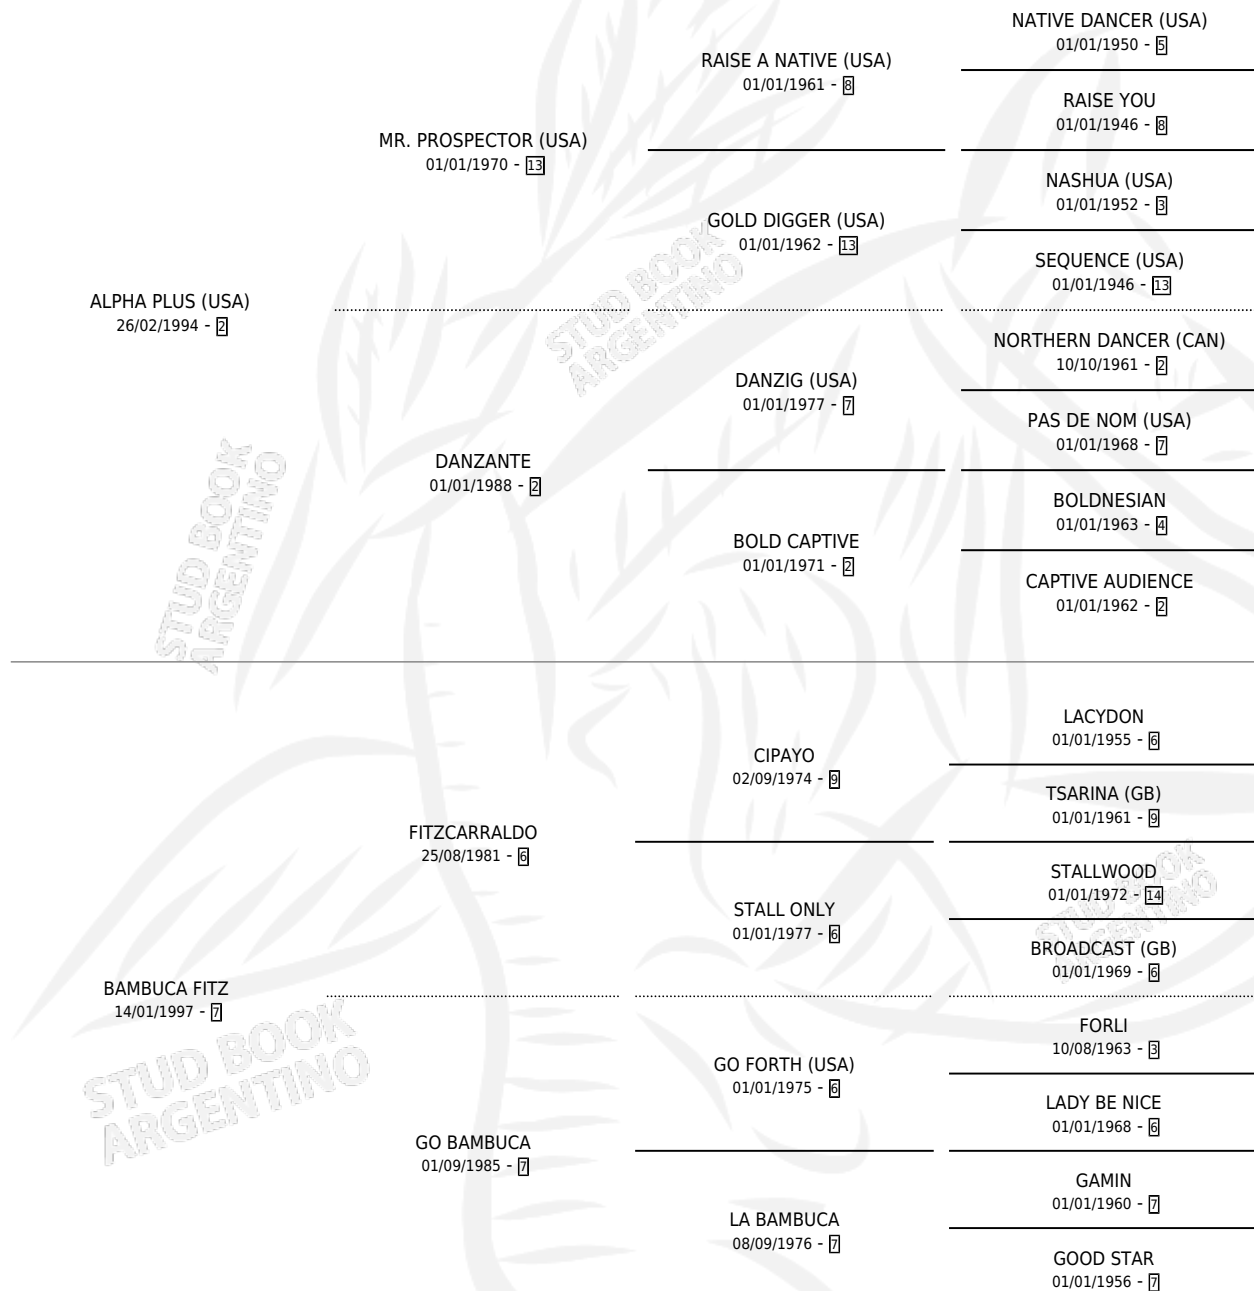 NATIVE DANCER (USA)
01/01/1950 - 5
RAISE A NATIVE (USA)
01/01/1961 - 8
RAISE YOU
01/01/1946 - 8
MR. PROSPECTOR (USA)
01/01/1970 - 13
NASHUA (USA)
01/01/1952 - 3
GOLD DIGGER (USA)
01/01/1962 - 13
SEQUENCE (USA)
01/01/1946 - 13
ALPHA PLUS (USA)
26/02/1994 - 2
STUD BOOK
ARGENTINO
NORTHERN DANCER (CAN)
10/10/1961 - 2
DANZIG (USA)
01/01/1977 - 7
PAS DE NOM (USA)
01/01/1968 - 7
DANZANTE
01/01/1988 - 2
BOLDNESIAN
01/01/1963 - 4
BOLD CAPTIVE
01/01/1971 - 2
CAPTIVE AUDIENCE
01/01/1962 - 2
STUD BOOK
ARGENTINO
LACYDON
01/01/1955 - 6
CIPAYO
02/09/1974 - 9
TSARINA (GB)
01/01/1961 - 9
FITZCARRALDO
25/08/1981 - 6
STALLWOOD
01/01/1972 - 14
STALL ONLY
01/01/1977 - 6
STUD BOOK
ARGENTINO
BROADCAST (GB)
01/01/1969 - 6
BAMBUCA FITZ
14/01/1997 - 7
FORLI
10/08/1963 - 3
GO FORTH (USA)
01/01/1975 - 6
STUD BOOK
ARGENTINO
LADY BE NICE
01/01/1968 - 6
GO BAMBUCA
01/09/1985 - 7
GAMIN
01/01/1960 - 7
LA BAMBUCA
08/09/1976 - 7
GOOD STAR
01/01/1956 - 7